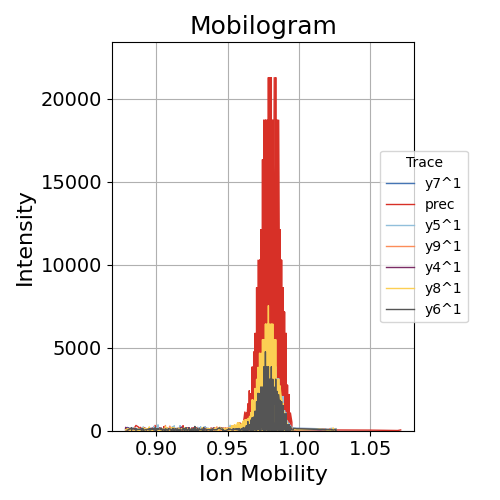 Mobilogram
Intensity
20000
15000
10000
5000
0
0.90 0.95 1.00 1.05
Ion Mobility
Trace
y7^1
prec
y5^1
y9^1
y4^1
y8^1
y6^1